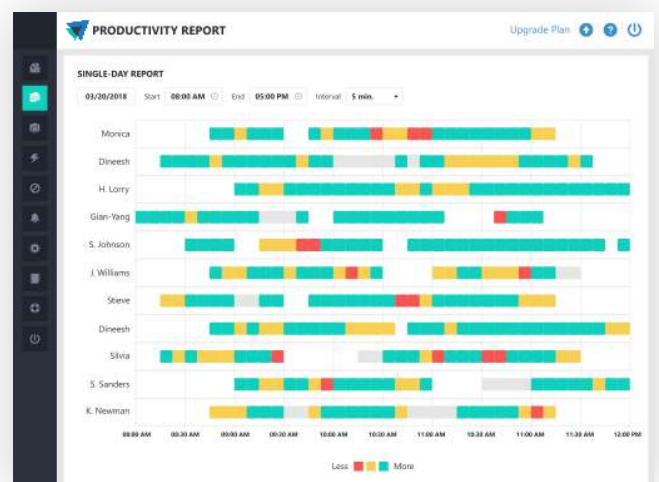 PRODUCTIVITY REPORT
Upgrade Plan
SINGLE-DAY REPORT
03/20/2018 Start 08:00 AM End 05:00 PM Interval 5 min.
Monica
Dineesh
H. Lorry
Gian-Yang
S. Johnson
J. Williams
Stieve
Dineesh
Silvia
S. Sanders
K. Newman
08:00 AM 08:30 AM 09:00 AM 09:30 AM 10:00 AM 10:30 AM 11:00 AM 10:30 AM 11:00 AM 11:30 AM 12:00 PM
Less More